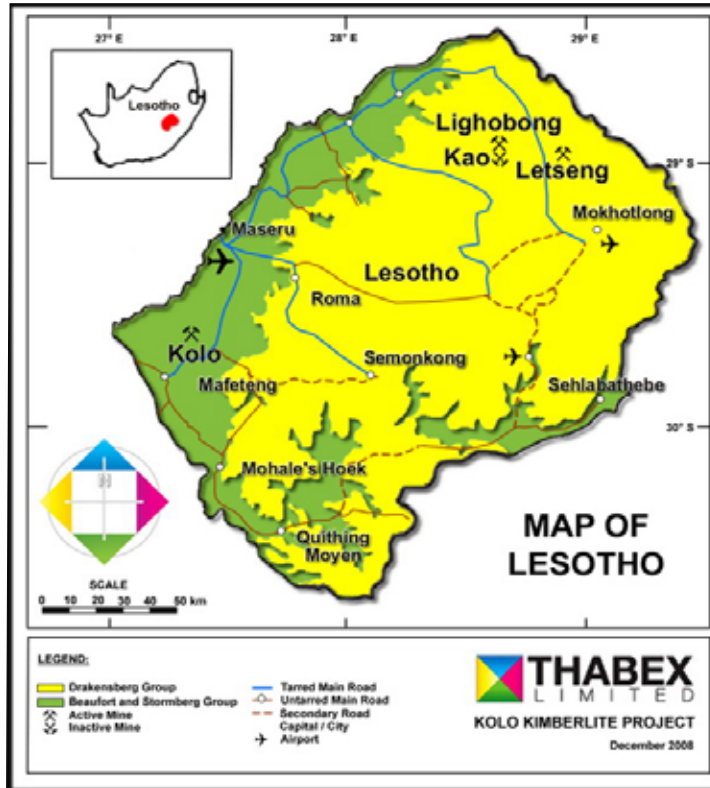 27° E
28° E
29° E
Lesotho
Lighobong
Kao
Letseng
29° S
Mokhotlong
Maseru
Lesotho
Roma
Kolo
Semonkong
Mafeteng
Sehlabathebe
30° S
Mohale's Hoek
Quithing
Moyen
MAP OF
LESOTHO
SCALE
0 10 20 30 40 50 km
LEGEND:
Drakensberg Group
Beaufort and Stormberg Group
Active Mine
Inactive Mine
Tarred Main Road
Untarred Main Road
Secondary Road
Capital / City
Airport
THABEX
LIMITED
KOLO KIMBERLITE PROJECT
December 2008